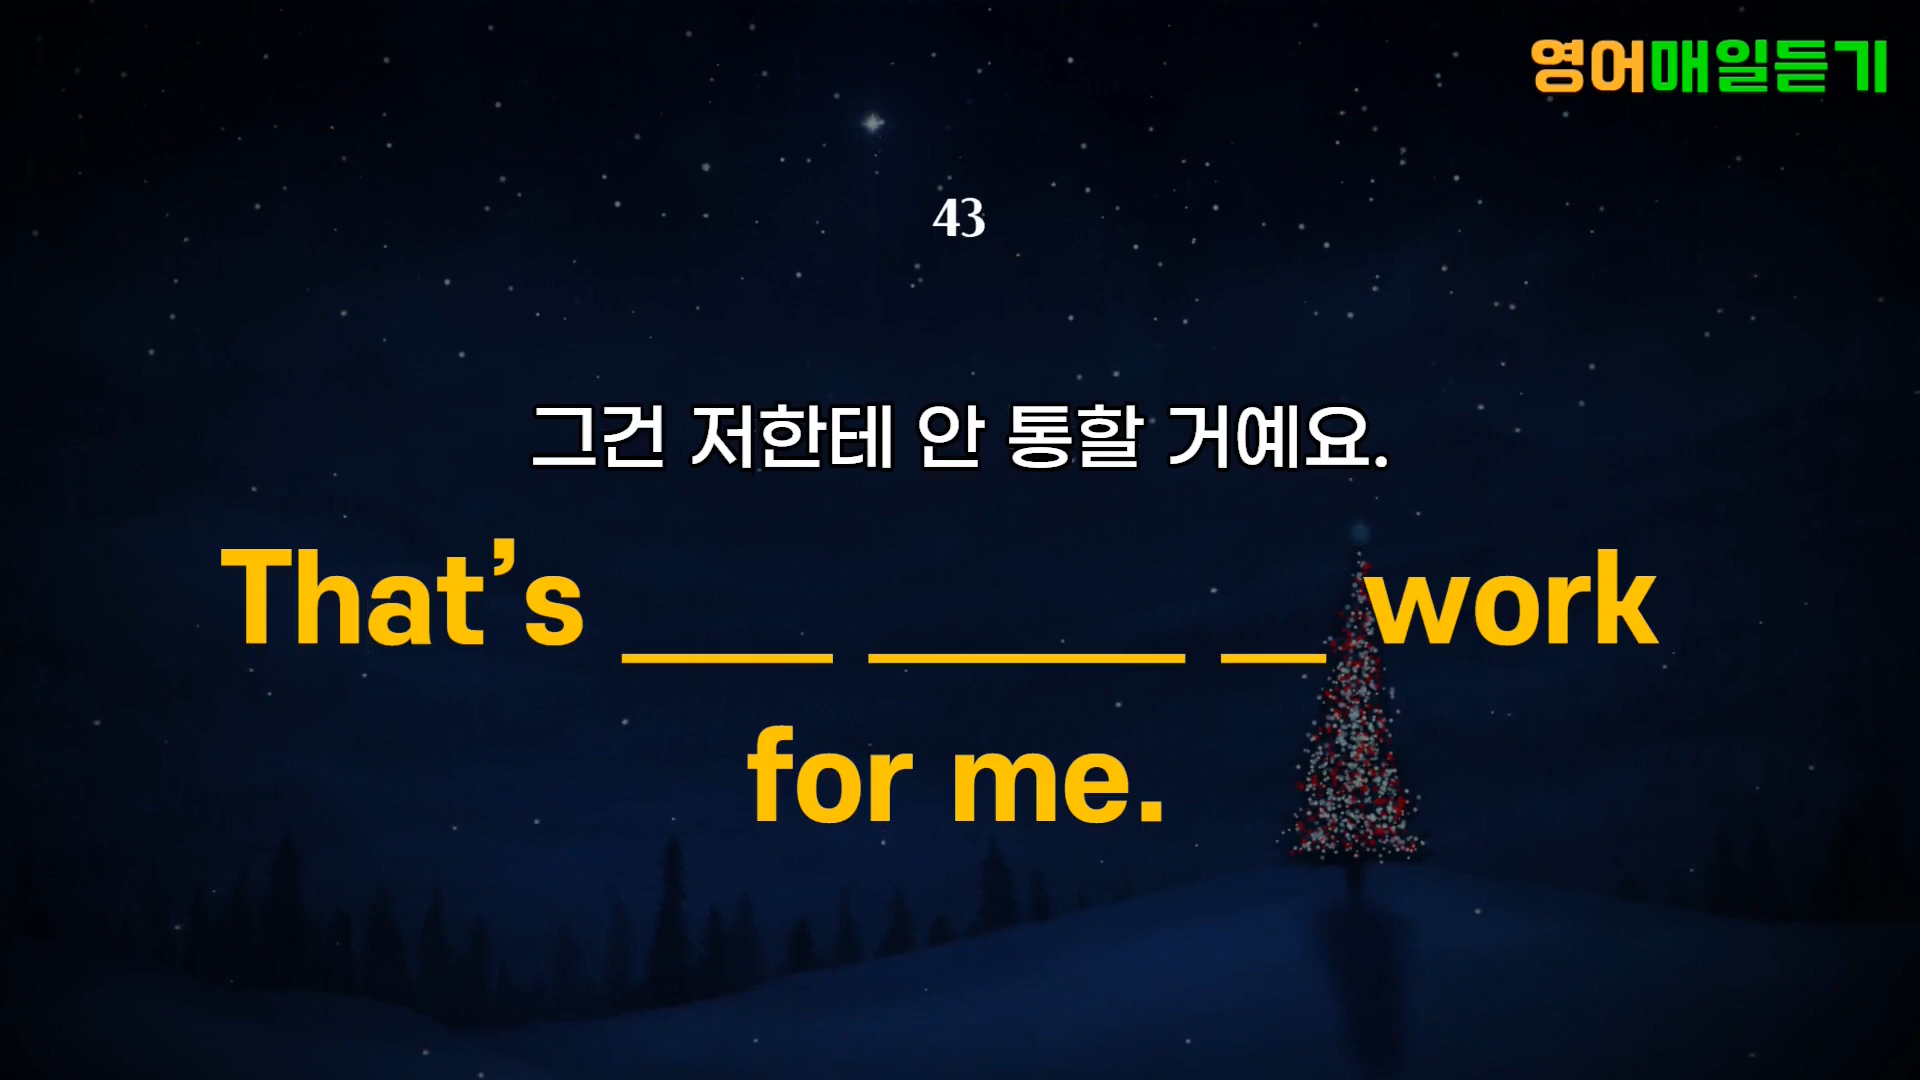 영어매일듣기
43
그건 저한테 안 통할 거예요.
That’s ____ ______ __ work
for me.